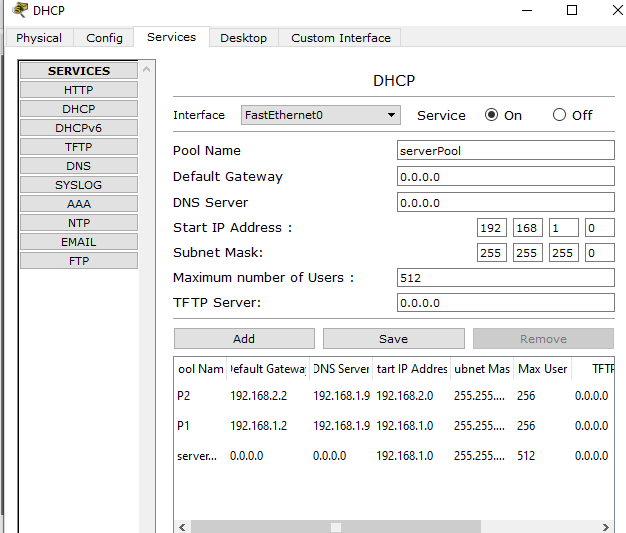 DHCP
Physical Config Services Desktop Custom Interface
SERVICES
HTTP
DHCP
DHCPv6
TFTP
DNS
SYSLOG
AAA
NTP
EMAIL
FTP
DHCP
Interface FastEthernet0 Service On Off
Pool Name serverPool
Default Gateway 0.0.0.0
DNS Server 0.0.0.0
Start IP Address : 192 168 1 0
Subnet Mask: 255 255 255 0
Maximum number of Users : 512
TFTP Server: 0.0.0.0
Add Save Remove
ool Nam efault Gateway DNS Server tart IP Addres ubnet Mas Max User TFTP
P2 192.168.2.2 192.168.1.9 192.168.2.0 255.255.... 256 0.0.0.0
P1 192.168.1.2 192.168.1.9 192.168.1.0 255.255.... 256 0.0.0.0
server... 0.0.0.0 0.0.0.0 192.168.1.0 255.255.... 512 0.0.0.0